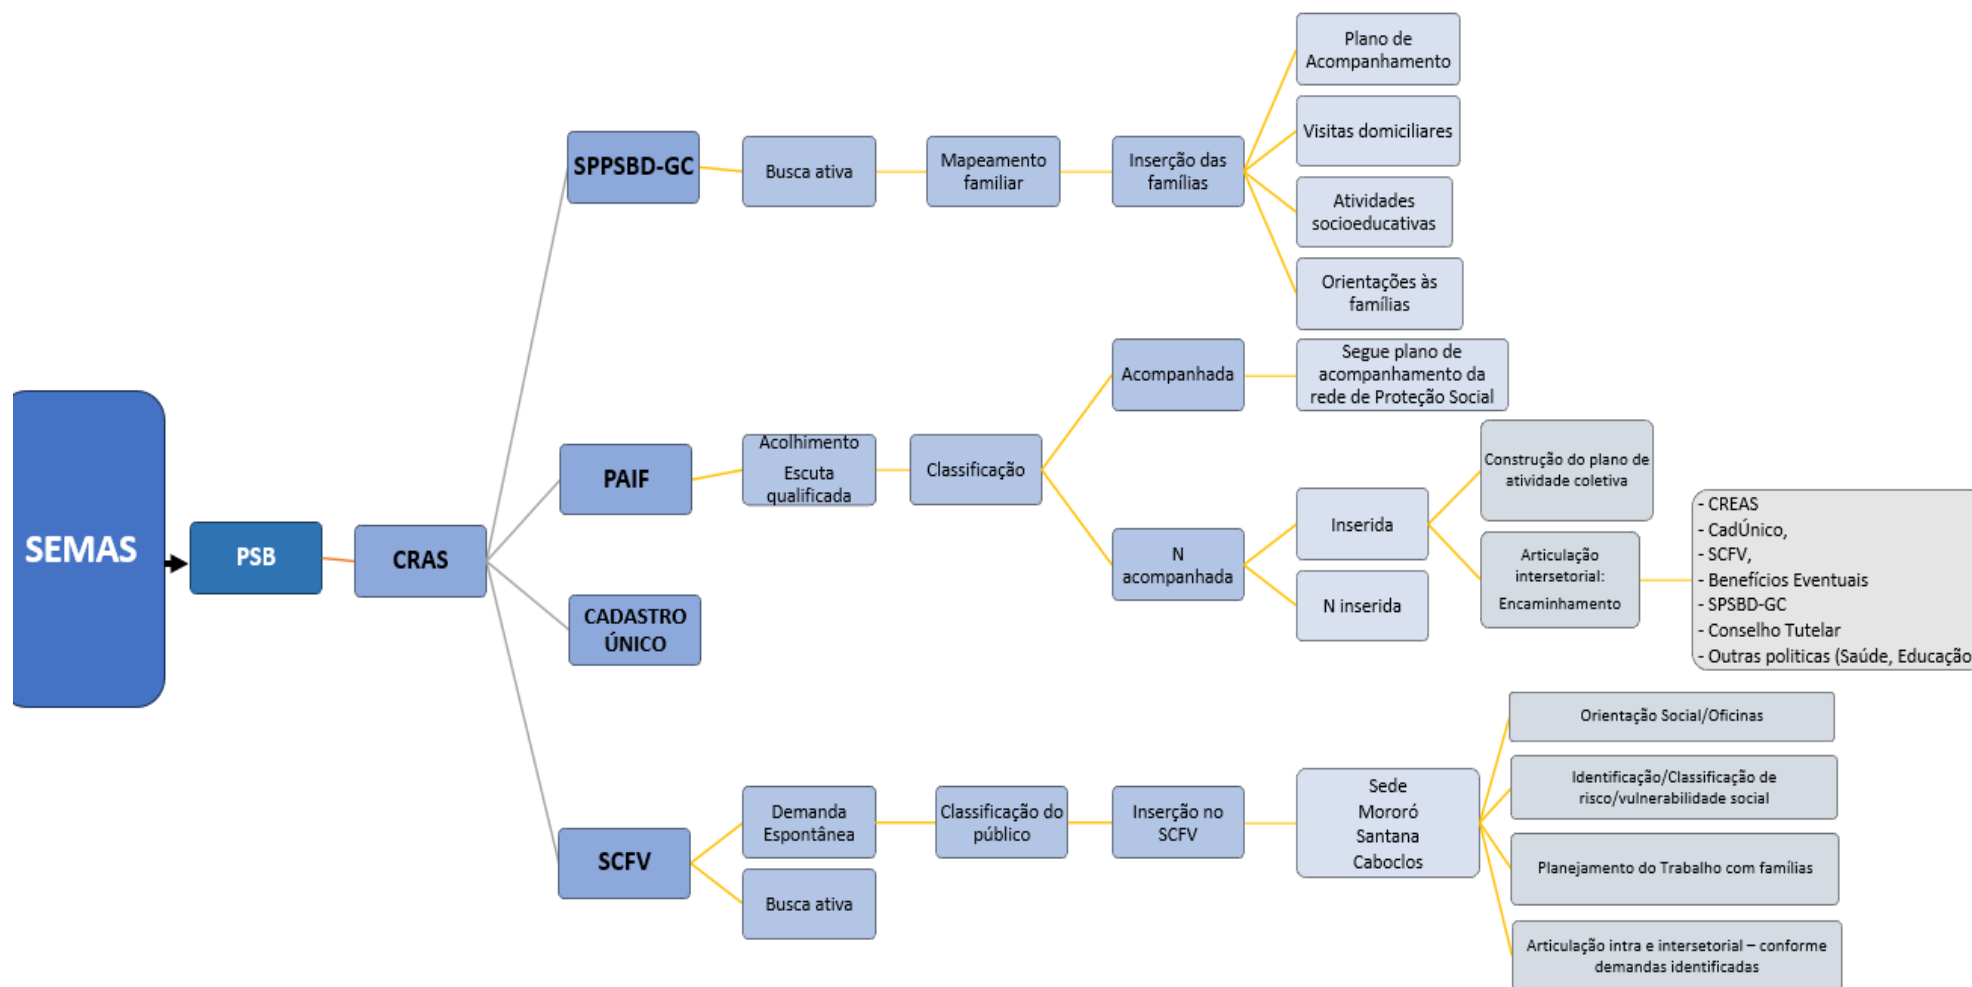 SEMAS
PSB
CRAS
SPPSBD-GC
Busca ativa
Mapeamento
familiar
Inserção das
famílias
Plano de
Acompanhamento
Visitas domiciliares
Atividades
socioeducativas
Orientações às
famílias
PAIF
Acolhimento
Escuta
qualificada
Classificação
Acompanhada
Segue plano de
acompanhamento da
rede de Proteção Social
N
acompanhada
Inserida
Construção do plano de
atividade coletiva
Articulação
intersetorial:
Encaminhamento
- CREAS
- CadÚnico,
- SCFV,
- Benefícios Eventuais
- SPSBD-GC
- Conselho Tutelar
- Outras politicas (Saúde, Educação
N inserida
CADASTRO
ÚNICO
SCFV
Demanda
Espontânea
Busca ativa
Classificação do
público
Inserção no
SCFV
Sede
Mororó
Santana
Caboclos
Orientação Social/Oficinas
Identificação/Classificação de
risco/vulnerabilidade social
Planejamento do Trabalho com famílias
Articulação intra e intersetorial – conforme
demandas identificadas